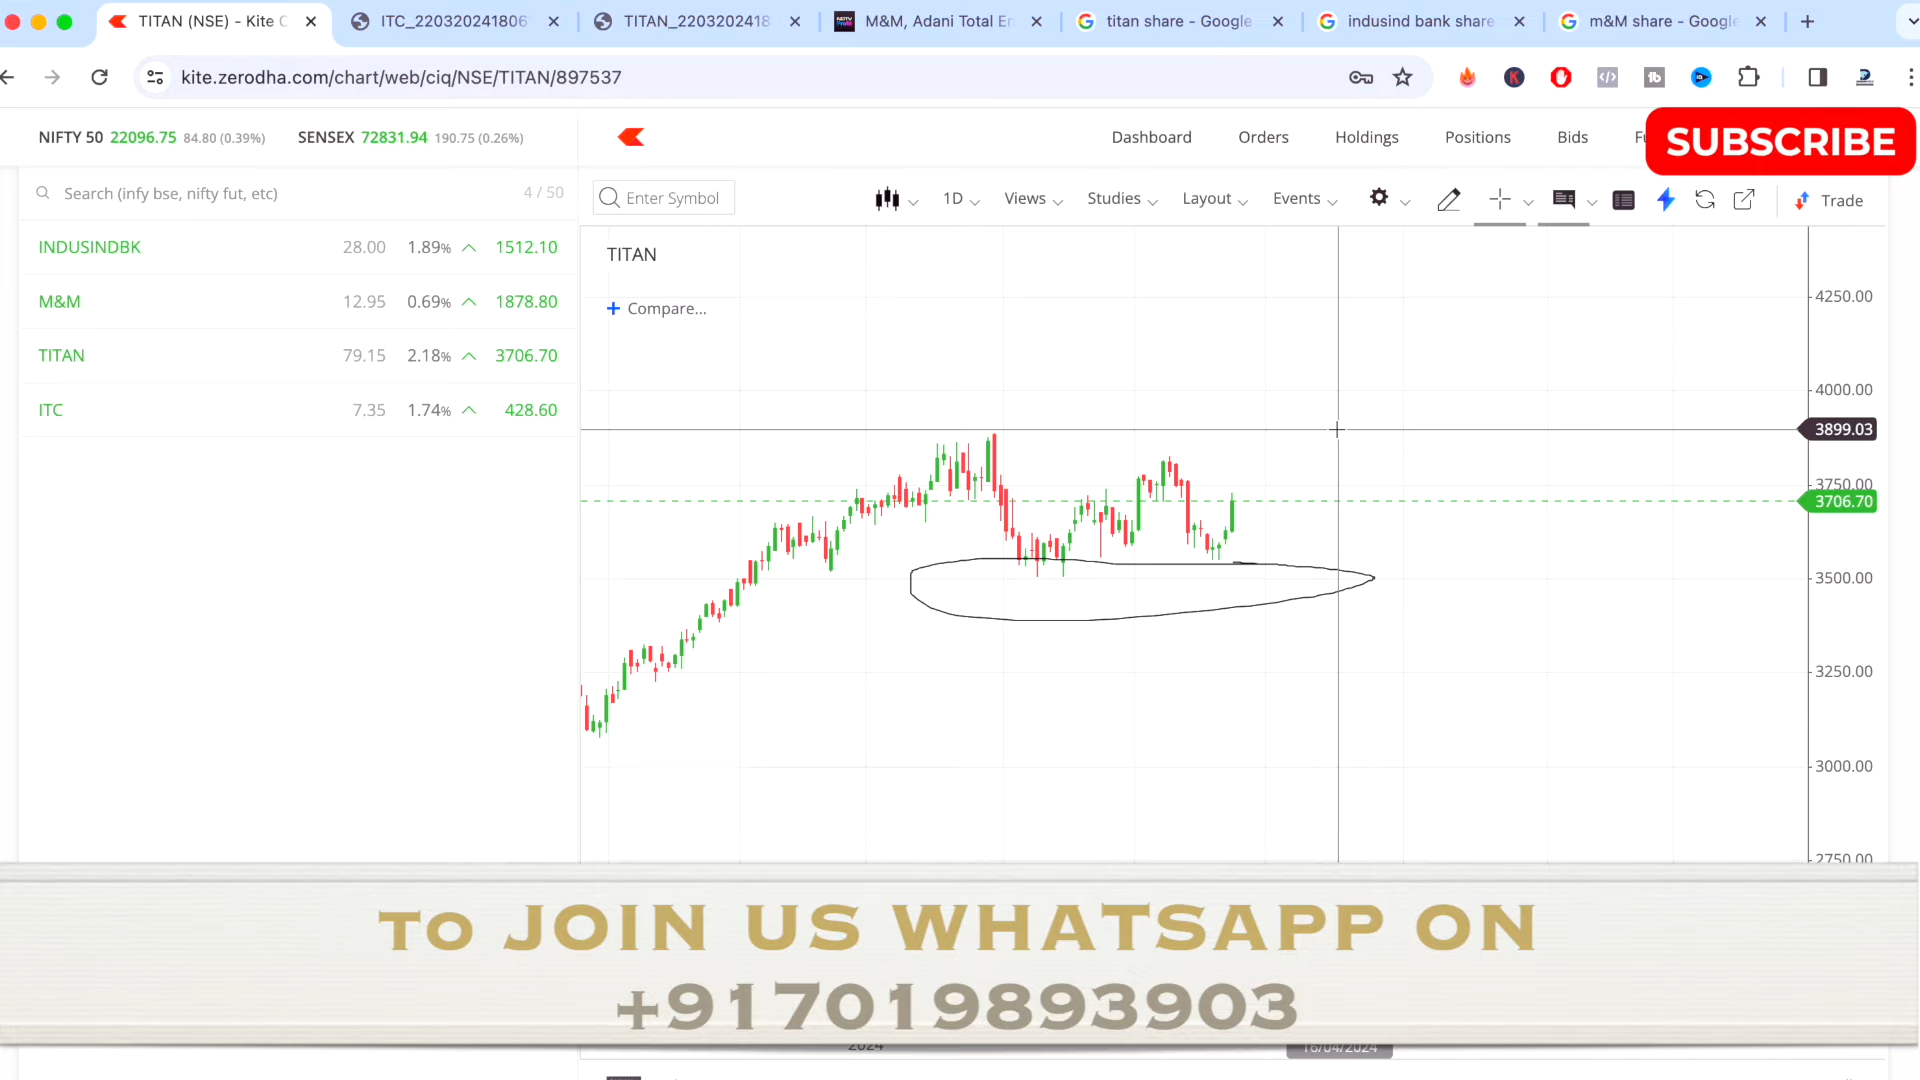 TITAN (NSE) - Kite C
ITC_220320241806
TITAN_2203202418
M&M, Adani Total En
titan share - Google
indusind bank share
m&M share - Google
kite.zerodha.com/chart/web/ciq/NSE/TITAN/897537
NIFTY 50 22096.75 84.80 (0.39%) SENSEX 72831.94 190.75 (0.26%)
Dashboard Orders Holdings Positions Bids Fu
SUBSCRIBE
Search (infy bse, nifty fut, etc) 4 / 50
Enter Symbol 1D Views Studies Layout Events Trade
INDUSINDBK 28.00 1.89% 1512.10
M&M 12.95 0.69% 1878.80
TITAN 79.15 2.18% 3706.70
ITC 7.35 1.74% 428.60
TITAN
Compare...
4250.00
4000.00
3899.03
3750.00
3706.70
3500.00
3250.00
3000.00
2750.00
To JOIN US WHATSAPP ON
+917019893903
2024
16/04/2024